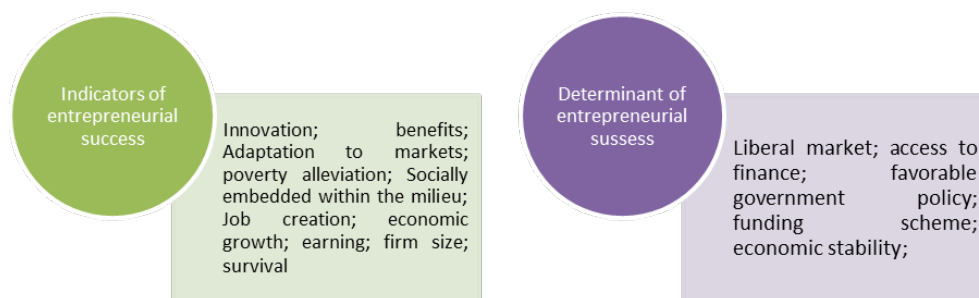 Indicators of
entrepreneurial
success
Innovation; benefits;
Adaptation to markets;
poverty alleviation; Socially
embedded within the milieu;
Job creation; economic
growth; earning; firm size;
survival
Determinant of
entrepreneurial
sussess
Liberal market; access to
finance; favorable
government policy;
funding scheme;
economic stability;